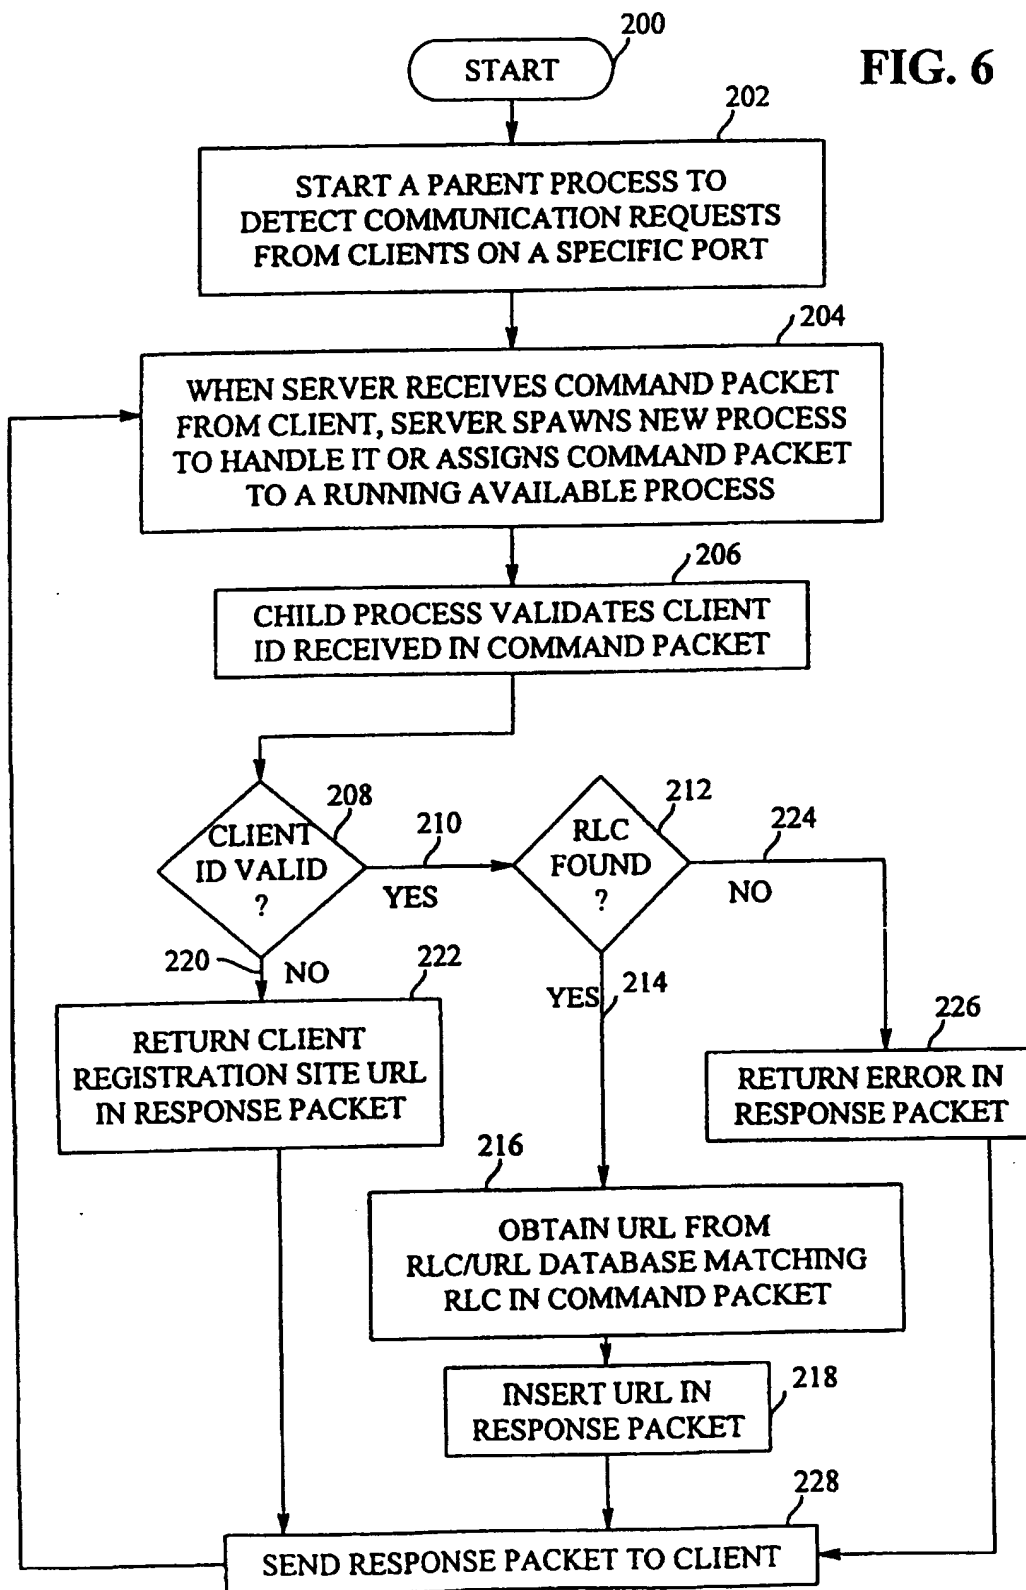 200
START
FIG. 6
202
START A PARENT PROCESS TO
DETECT COMMUNICATION REQUESTS
FROM CLIENTS ON A SPECIFIC PORT
204
WHEN SERVER RECEIVES COMMAND PACKET
FROM CLIENT, SERVER SPAWNS NEW PROCESS
TO HANDLE IT OR ASSIGNS COMMAND PACKET
TO A RUNNING AVAILABLE PROCESS
206
CHILD PROCESS VALIDATES CLIENT
ID RECEIVED IN COMMAND PACKET
208
CLIENT
ID VALID
?
210
YES
212
RLC
FOUND
?
224
NO
220
NO
222
RETURN CLIENT
REGISTRATION SITE URL
IN RESPONSE PACKET
YES
214
226
RETURN ERROR IN
RESPONSE PACKET
216
OBTAIN URL FROM
RLC/URL DATABASE MATCHING
RLC IN COMMAND PACKET
218
INSERT URL IN
RESPONSE PACKET
228
SEND RESPONSE PACKET TO CLIENT